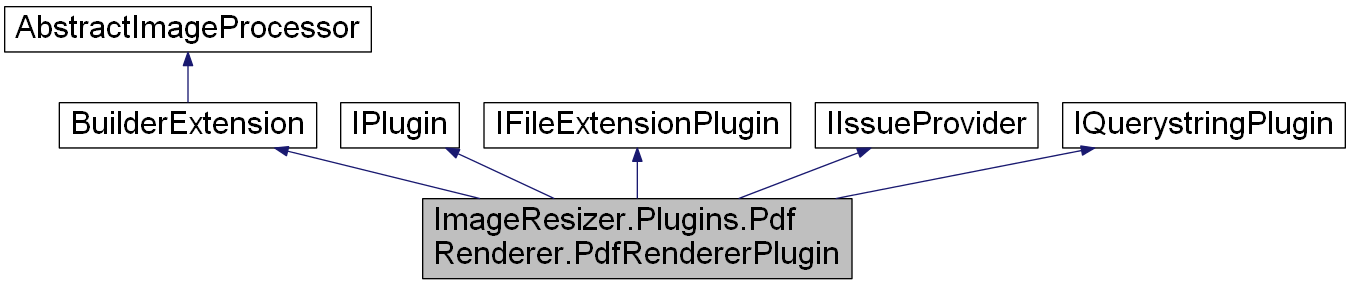 AbstractImageProcessor
BuilderExtension
IPlugin
IFileExtensionPlugin
IIssueProvider
IQuerystringPlugin
ImageResizer.Plugins.Pdf
Renderer.PdfRendererPlugin